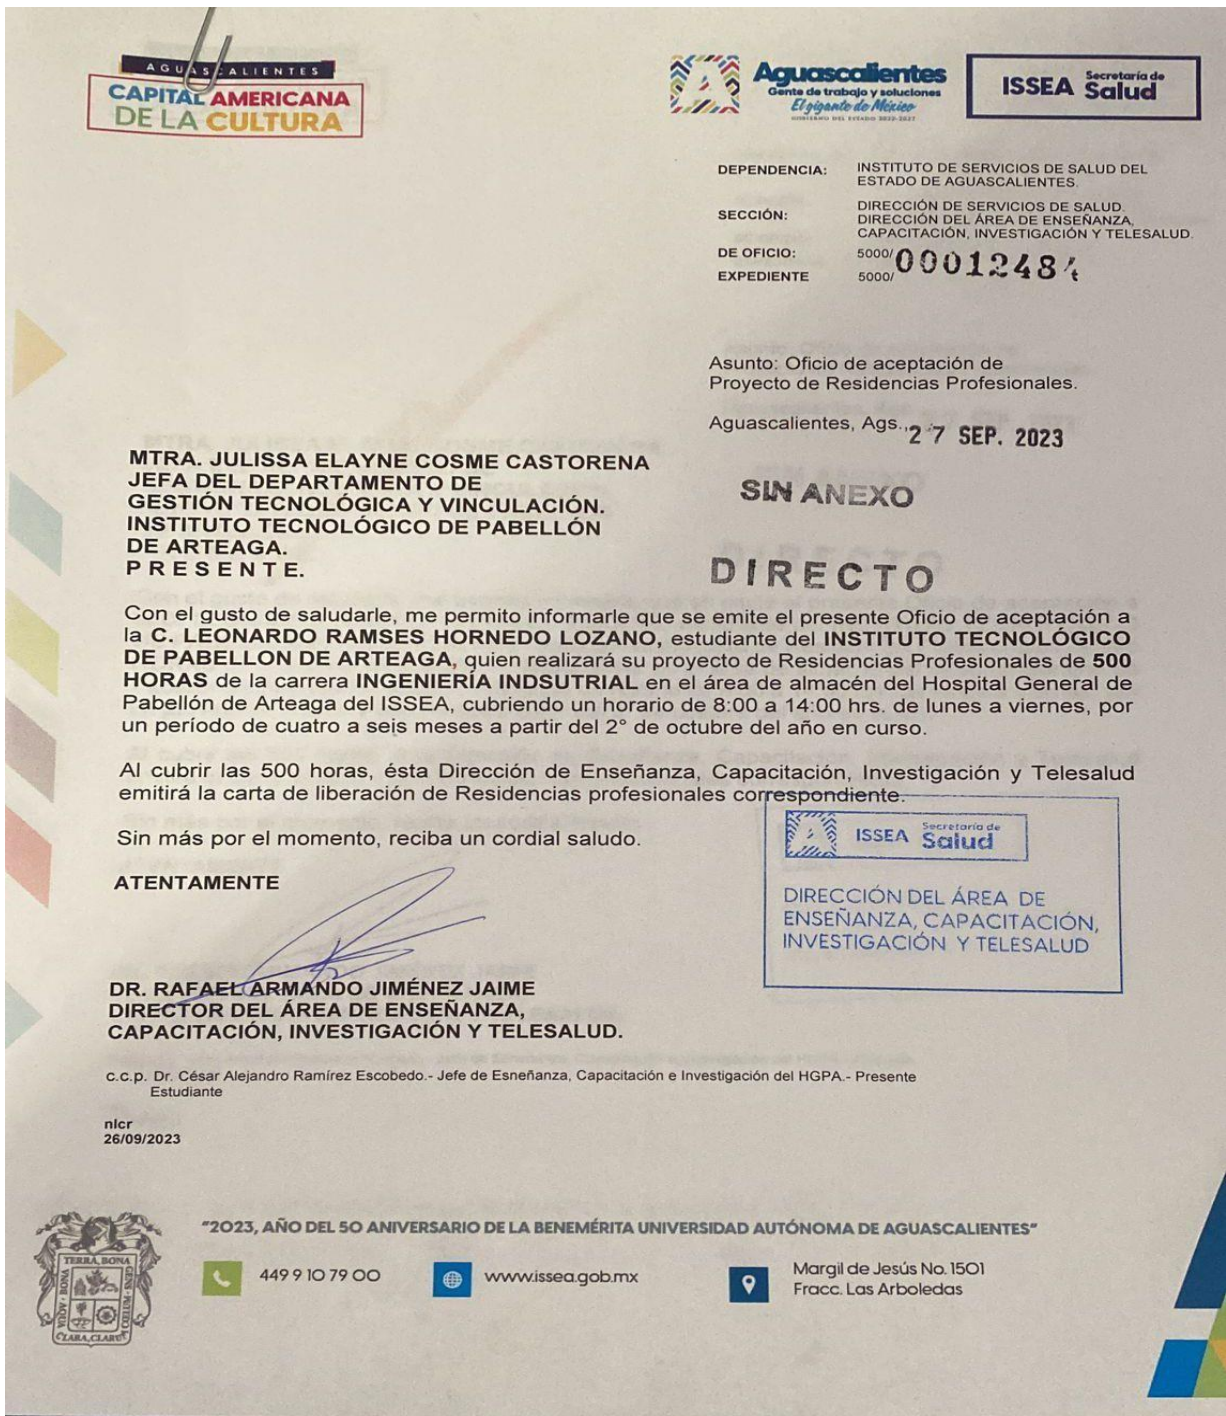 AGUASCALIENTES
CAPITAL AMERICANA
DE LA CULTURA
Aguascalientes
Gente de trabajo y soluciones
El gigante de México
GOBIERNO DEL ESTADO 2022-2027
ISSEA Secretaría de Salud
DEPENDENCIA: INSTITUTO DE SERVICIOS DE SALUD DEL
ESTADO DE AGUASCALIENTES.
SECCIÓN: DIRECCIÓN DE SERVICIOS DE SALUD.
DIRECCIÓN DEL ÁREA DE ENSEÑANZA,
CAPACITACIÓN, INVESTIGACIÓN Y TELESALUD.
DE OFICIO: 5000/ 00012484
EXPEDIENTE 5000/
Asunto: Oficio de aceptación de
Proyecto de Residencias Profesionales.
Aguascalientes, Ags., 27 SEP. 2023
MTRA. JULISSA ELAYNE COSME CASTORENA
JEFA DEL DEPARTAMENTO DE
GESTIÓN TECNOLÓGICA Y VINCULACIÓN.
INSTITUTO TECNOLÓGICO DE PABELLÓN
DE ARTEAGA.
P R E S E N T E.
SIN ANEXO
DIRECTO
Con el gusto de saludarle, me permito informarle que se emite el presente Oficio de aceptación a
la C. LEONARDO RAMSES HORNEDO LOZANO, estudiante del INSTITUTO TECNOLÓGICO
DE PABELLON DE ARTEAGA, quien realizará su proyecto de Residencias Profesionales de 500
HORAS de la carrera INGENIERÍA INDSUTRIAL en el área de almacén del Hospital General de
Pabellón de Arteaga del ISSEA, cubriendo un horario de 8:00 a 14:00 hrs. de lunes a viernes, por
un período de cuatro a seis meses a partir del 2° de octubre del año en curso.
Al cubrir las 500 horas, ésta Dirección de Enseñanza, Capacitación, Investigación y Telesalud
emitirá la carta de liberación de Residencias profesionales correspondiente.
Sin más por el momento, reciba un cordial saludo.
ATENTAMENTE
ISSEA Secretaría de Salud
DIRECCIÓN DEL ÁREA DE
ENSEÑANZA, CAPACITACIÓN,
INVESTIGACIÓN Y TELESALUD
DR. RAFAEL ARMANDO JIMÉNEZ JAIME
DIRECTOR DEL ÁREA DE ENSEÑANZA,
CAPACITACIÓN, INVESTIGACIÓN Y TELESALUD.
c.c.p. Dr. César Alejandro Ramírez Escobedo.- Jefe de Esneñanza, Capacitación e Investigación del HGPA.- Presente
Estudiante
nlcr
26/09/2023
"2023, AÑO DEL 50 ANIVERSARIO DE LA BENEMÉRITA UNIVERSIDAD AUTÓNOMA DE AGUASCALIENTES"
449 9 10 79 00
www.issea.gob.mx
Margil de Jesús No. 1501
Fracc. Las Arboledas
TERRA, BONA
BONA
GENS
CLARA, CLARUM
COELUM